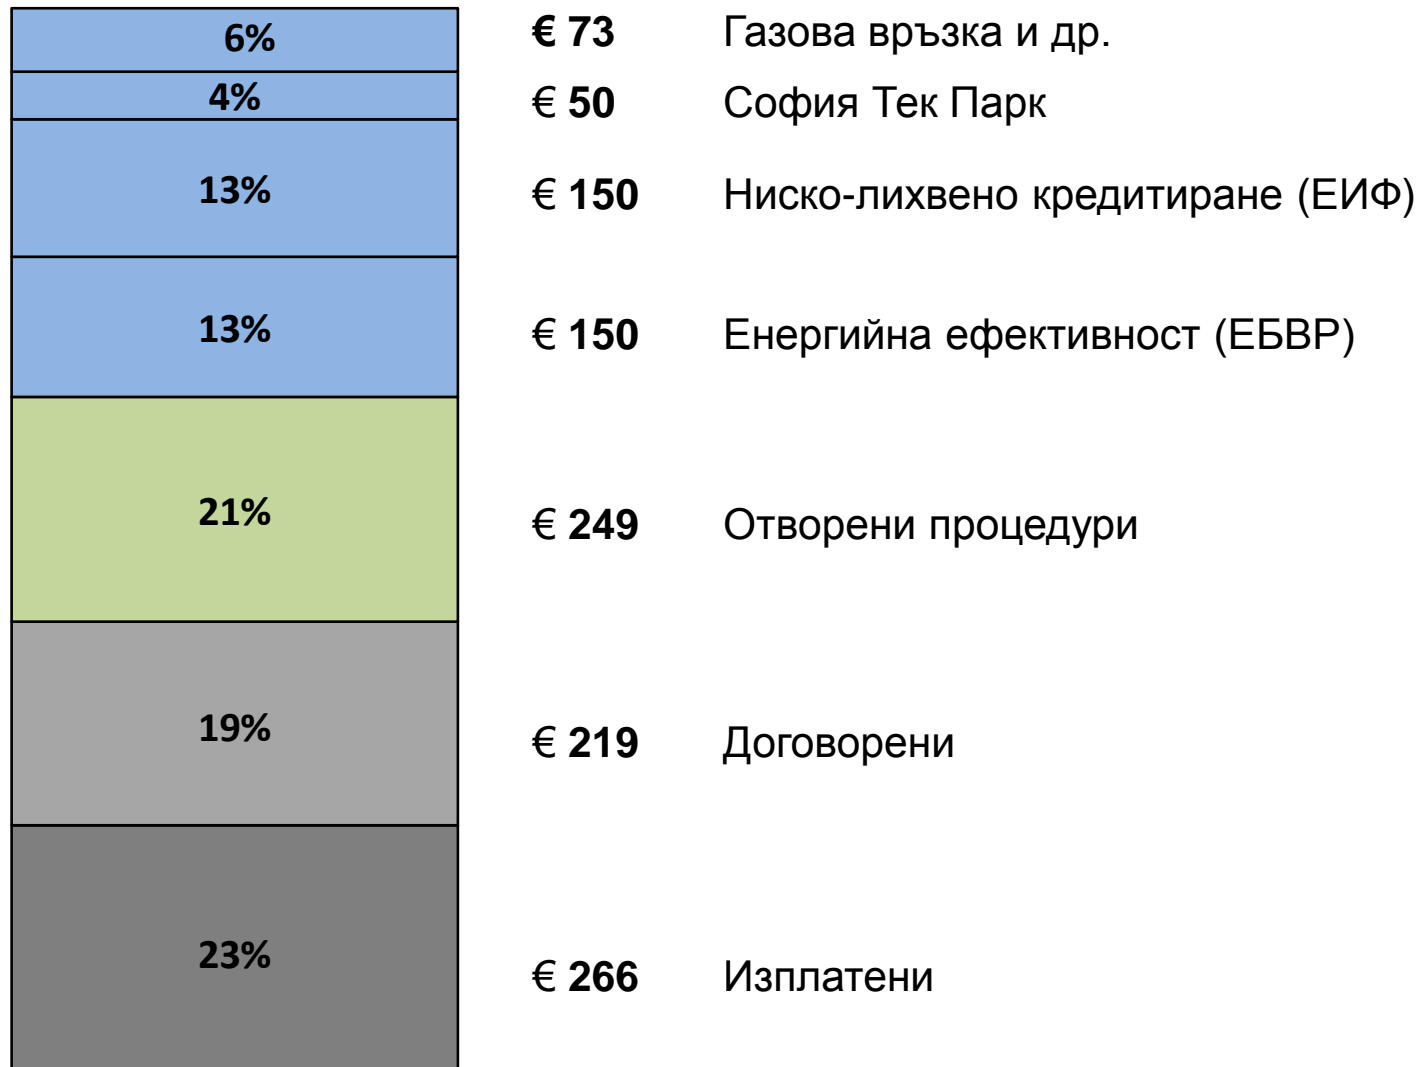 6% € 73 Газова връзка и др.
4% € 50 София Тек Парк
13% € 150 Ниско-лихвено кредитиране (ЕИФ)
13% € 150 Енергийна ефективност (ЕБВР)
21% € 249 Отворени процедури
19% € 219 Договорени
23% € 266 Изплатени